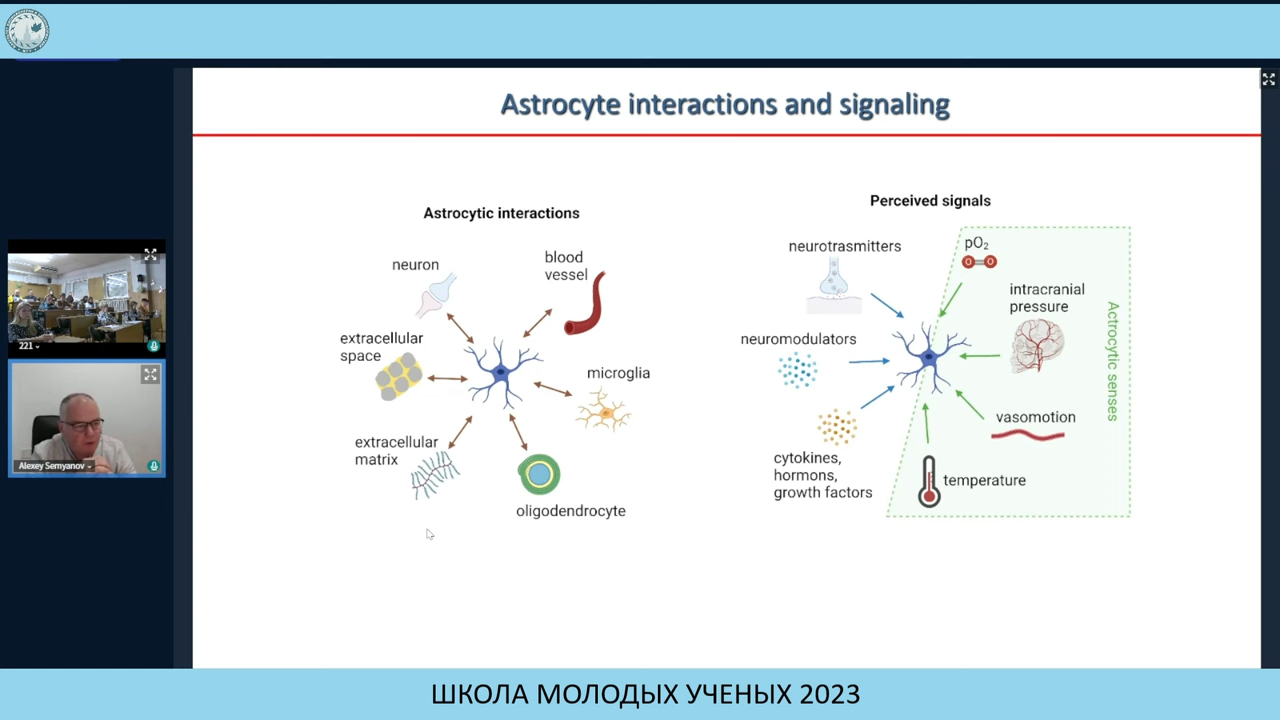 Astrocyte interactions and signaling
Astrocytic interactions
neuron
blood
vessel
extracellular
space
microglia
extracellular
matrix
oligodendrocyte
Perceived signals
neurotrasmitters
pO₂
O O
intracranial
pressure
neuromodulators
Actrocytic senses
vasomotion
cytokines,
hormons,
growth factors
temperature
221
Alexey Semyanov
ШКОЛА МОЛОДЫХ УЧЕНЫХ 2023